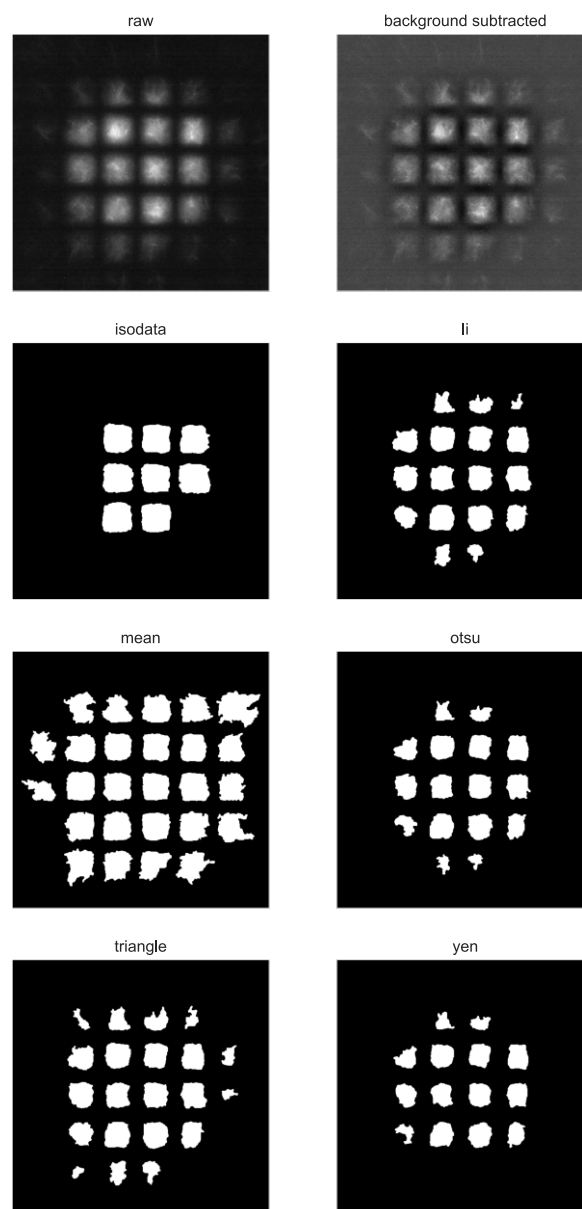 raw
background subtracted
isodata
li
mean
otsu
triangle
yen